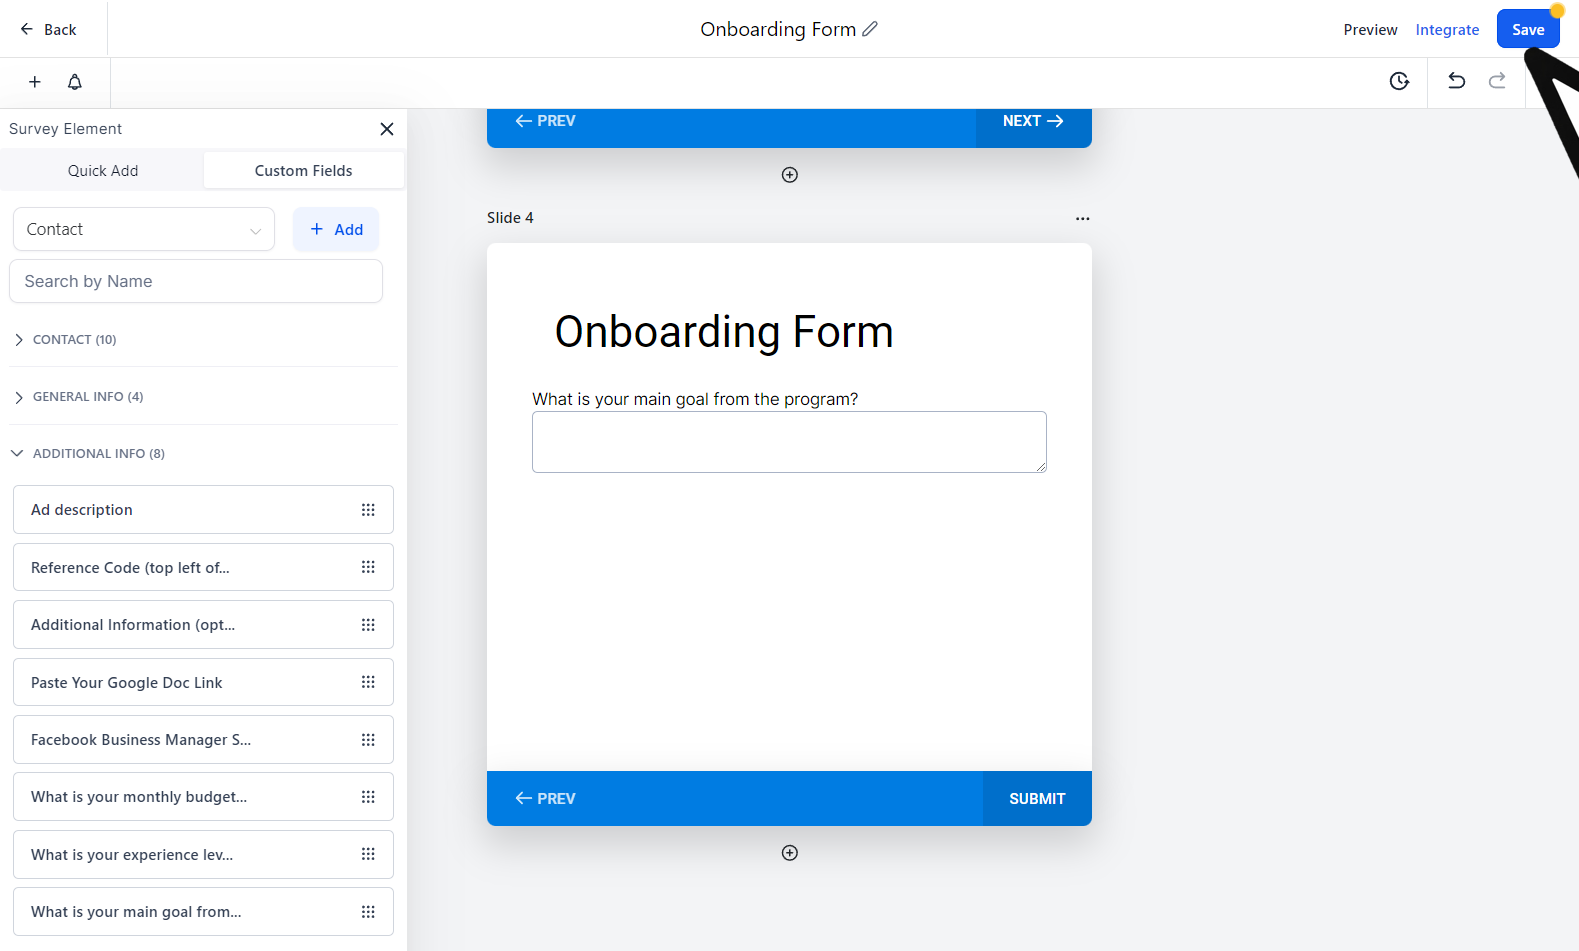 Back
Onboarding Form
Preview
Integrate
Save
Survey Element
Quick Add
Custom Fields
Contact
+ Add
Search by Name
CONTACT (10)
GENERAL INFO (4)
ADDITIONAL INFO (8)
Ad description
Reference Code (top left of...
Additional Information (opt...
Paste Your Google Doc Link
Facebook Business Manager S...
What is your monthly budget...
What is your experience lev...
What is your main goal from...
PREV
NEXT
Slide 4
Onboarding Form
What is your main goal from the program?
PREV
SUBMIT